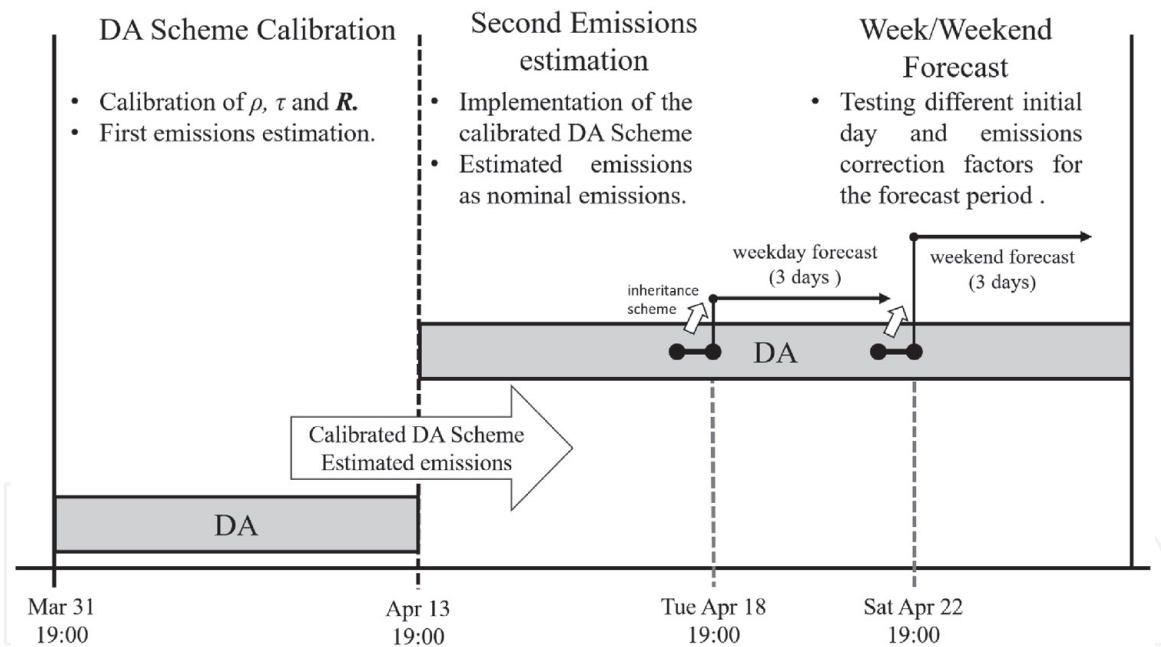 DA Scheme Calibration
• Calibration of ρ, τ and R.
• First emissions estimation.
Second Emissions
estimation
• Implementation of the
calibrated DA Scheme
• Estimated emissions
as nominal emissions.
Week/Weekend
Forecast
• Testing different initial
day and emissions
correction factors for
the forecast period .
inheritance
scheme
weekday forecast
(3 days )
weekend forecast
(3 days)
DA
Calibrated DA Scheme
Estimated emissions
DA
Mar 31
19:00
Apr 13
19:00
Tue Apr 18
19:00
Sat Apr 22
19:00